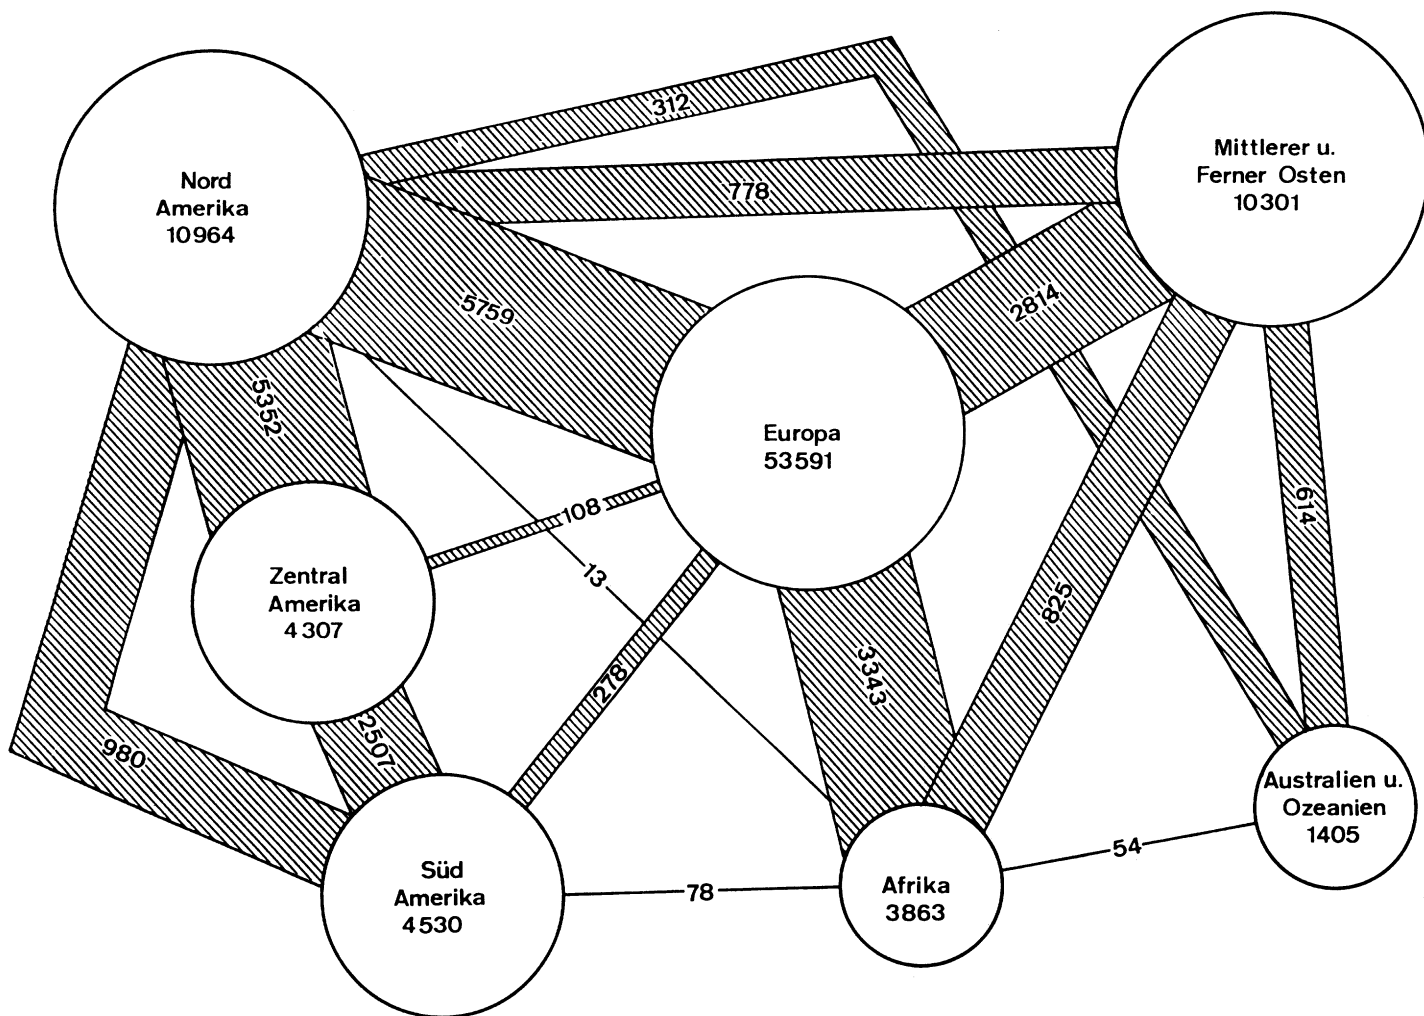 312
Mittlerer u.
Ferner Osten
10301
Nord
Amerika
10964
778
2814
5759
5352
Europa
53591
108
614
13
Zentral
Amerika
4307
825
278
3343
2507
980
Australien u.
Ozeanien
1405
54
Süd
Amerika
4530
78
Afrika
3863